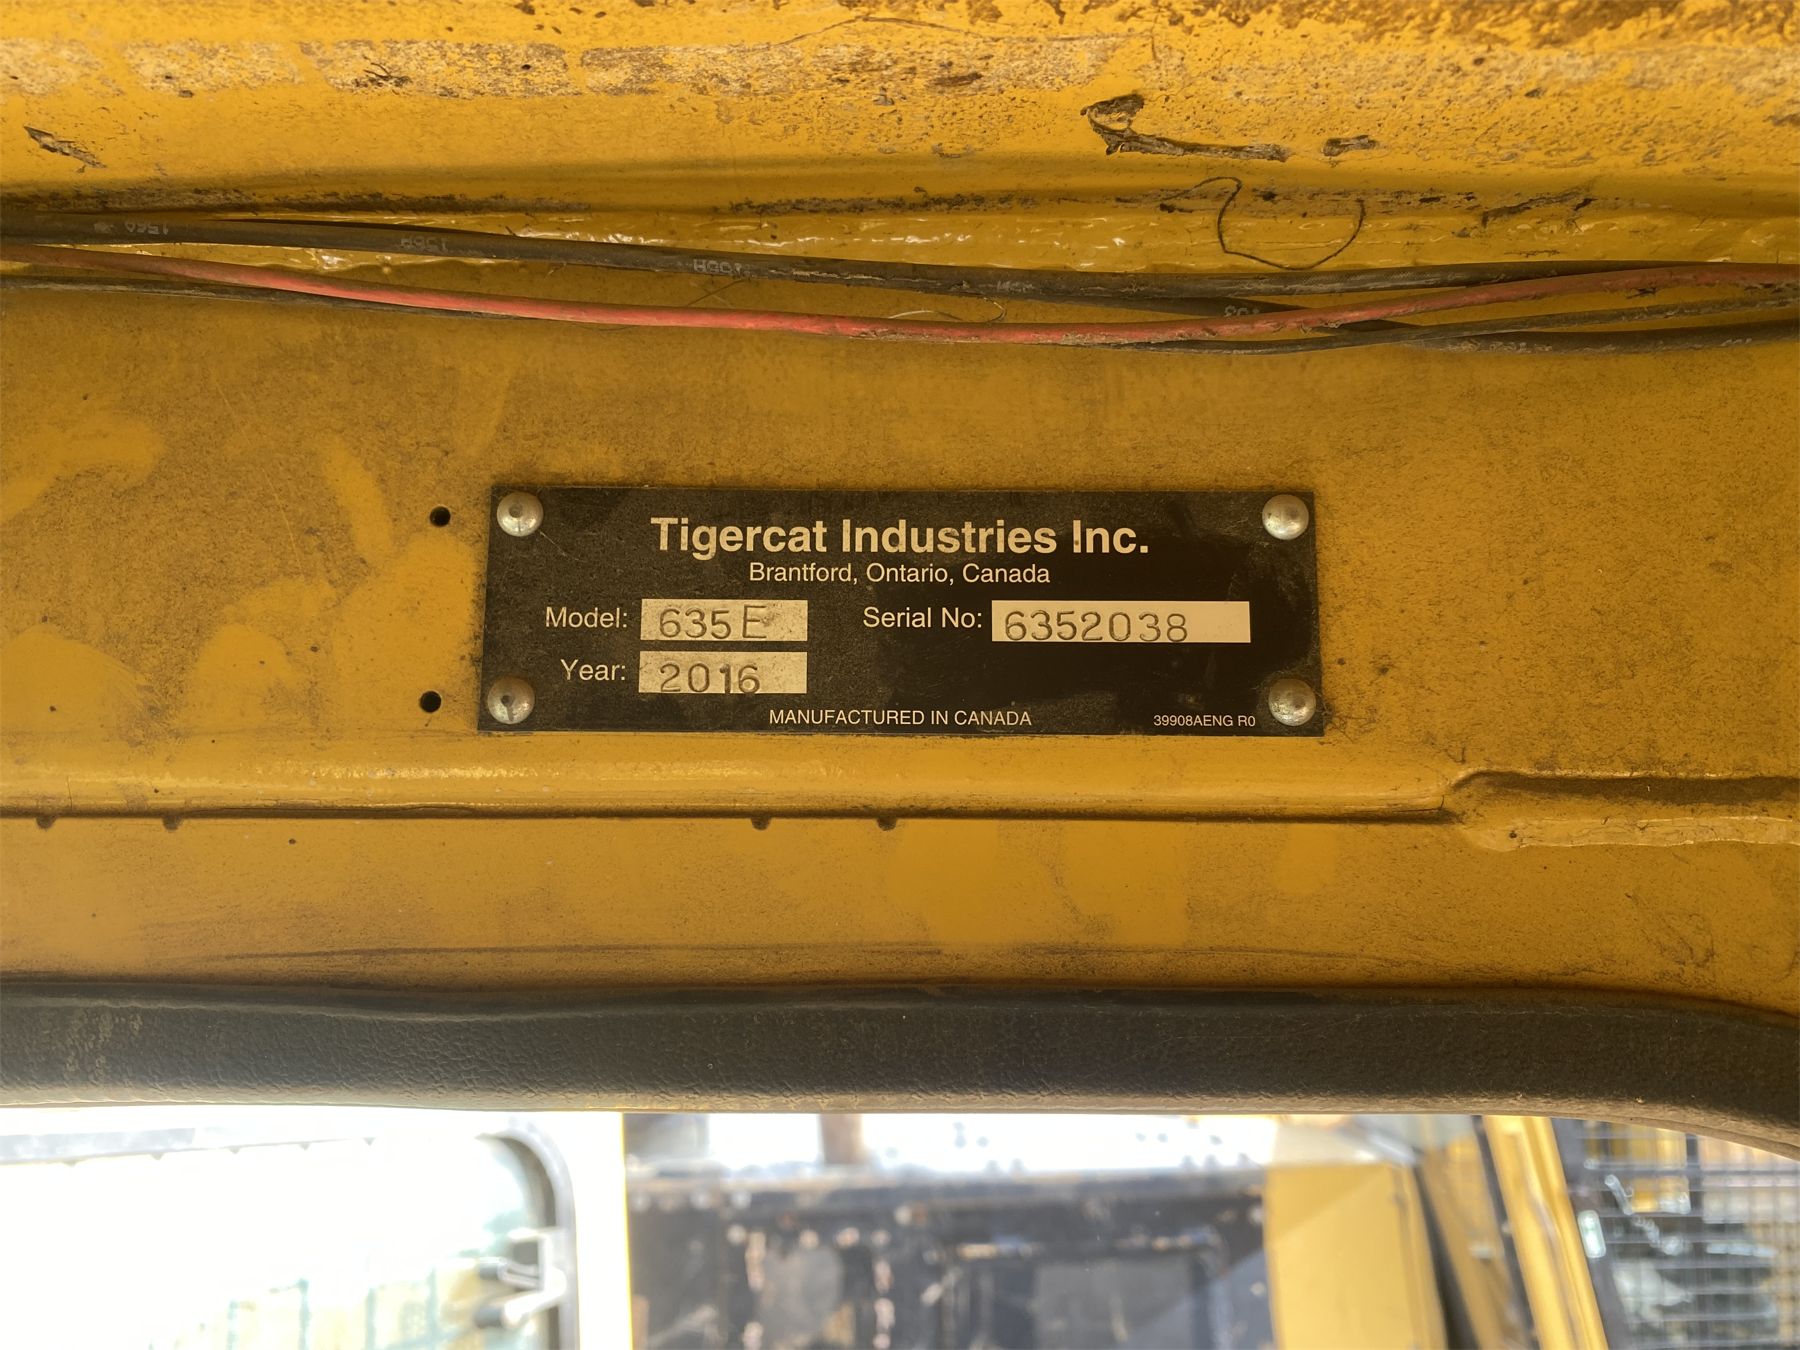 Tigercat Industries Inc.
Brantford, Ontario, Canada
Model: 635E
Serial No: 6352038
Year: 2016
MANUFACTURED IN CANADA
39908AENG R0